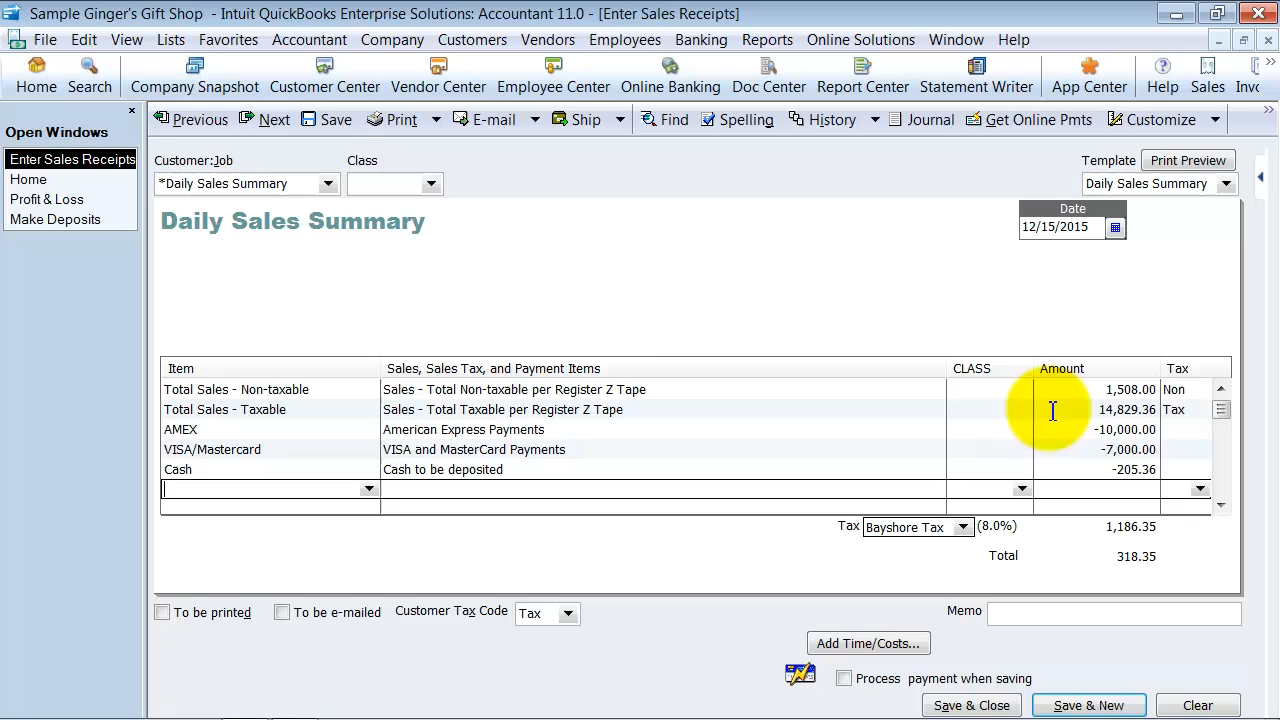 Sample Ginger's Gift Shop - Intuit QuickBooks Enterprise Solutions: Accountant 11.0 - [Enter Sales Receipts]
File Edit View Lists Favorites Accountant Company Customers Vendors Employees Banking Reports Online Solutions Window Help
Home Search Company Snapshot Customer Center Vendor Center Employee Center Online Banking Doc Center Report Center Statement Writer App Center Help Sales Invc
Previous Next Save Print E-mail Ship Find Spelling History Journal Get Online Pmts Customize
Open Windows
Enter Sales Receipts
Home
Profit & Loss
Make Deposits
Customer:Job Class Template Print Preview
*Daily Sales Summary Daily Sales Summary
Daily Sales Summary
Date
12/15/2015
Item Sales, Sales Tax, and Payment Items CLASS Amount Tax
Total Sales - Non-taxable Sales - Total Non-taxable per Register Z Tape 1,508.00 Non
Total Sales - Taxable Sales - Total Taxable per Register Z Tape 14,829.36 Tax
AMEX American Express Payments -10,000.00
VISA/Mastercard VISA and MasterCard Payments -7,000.00
Cash Cash to be deposited -205.36
Tax Bayshore Tax (8.0%) 1,186.35
Total 318.35
To be printed To be e-mailed Customer Tax Code Tax Memo
Add Time/Costs...
Process payment when saving
Save & Close Save & New Clear